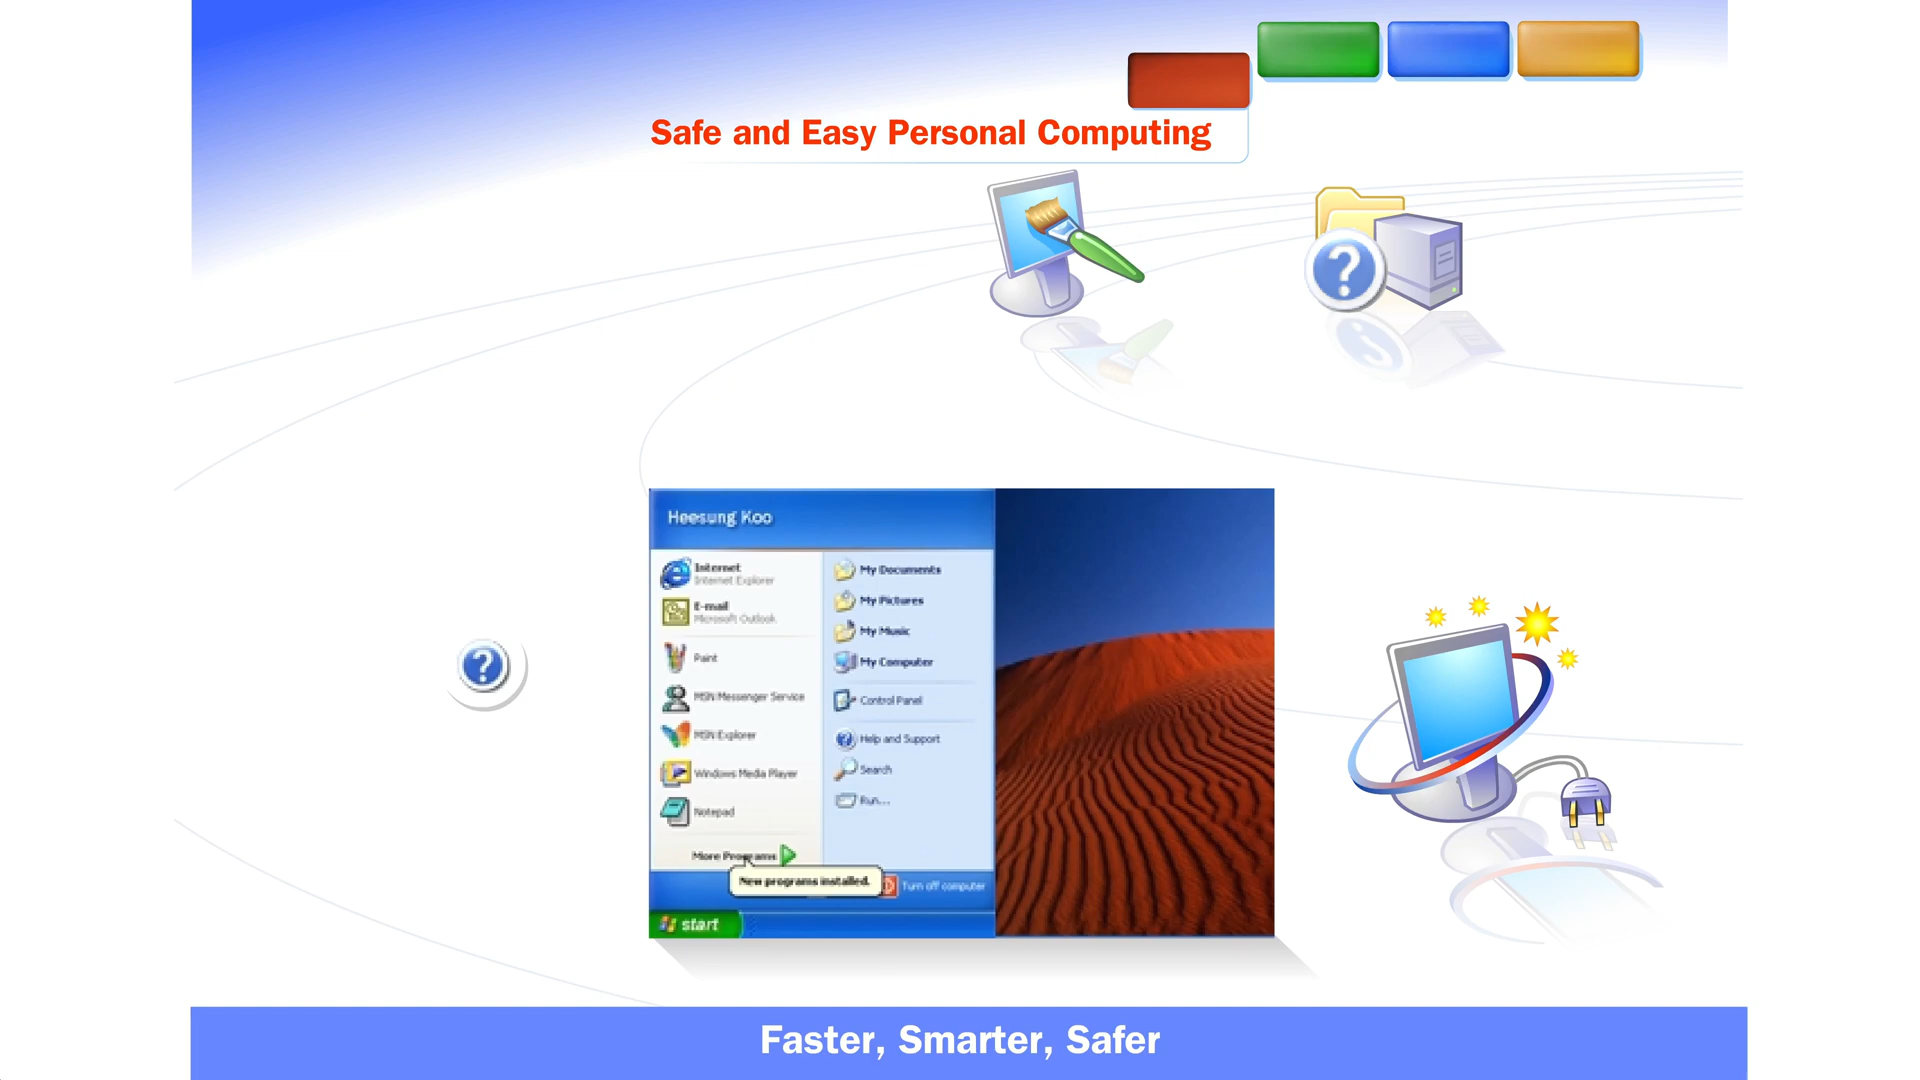 Safe and Easy Personal Computing
Heesung Koo
Internet
Internet Explorer
E-mail
Microsoft Outlook
Paint
MSN Messenger Service
MSN Explorer
Windows Media Player
Notepad
More Programs
New programs installed.
My Documents
My Pictures
My Music
My Computer
Control Panel
Help and Support
Search
Run...
Turn off computer
start
Faster, Smarter, Safer